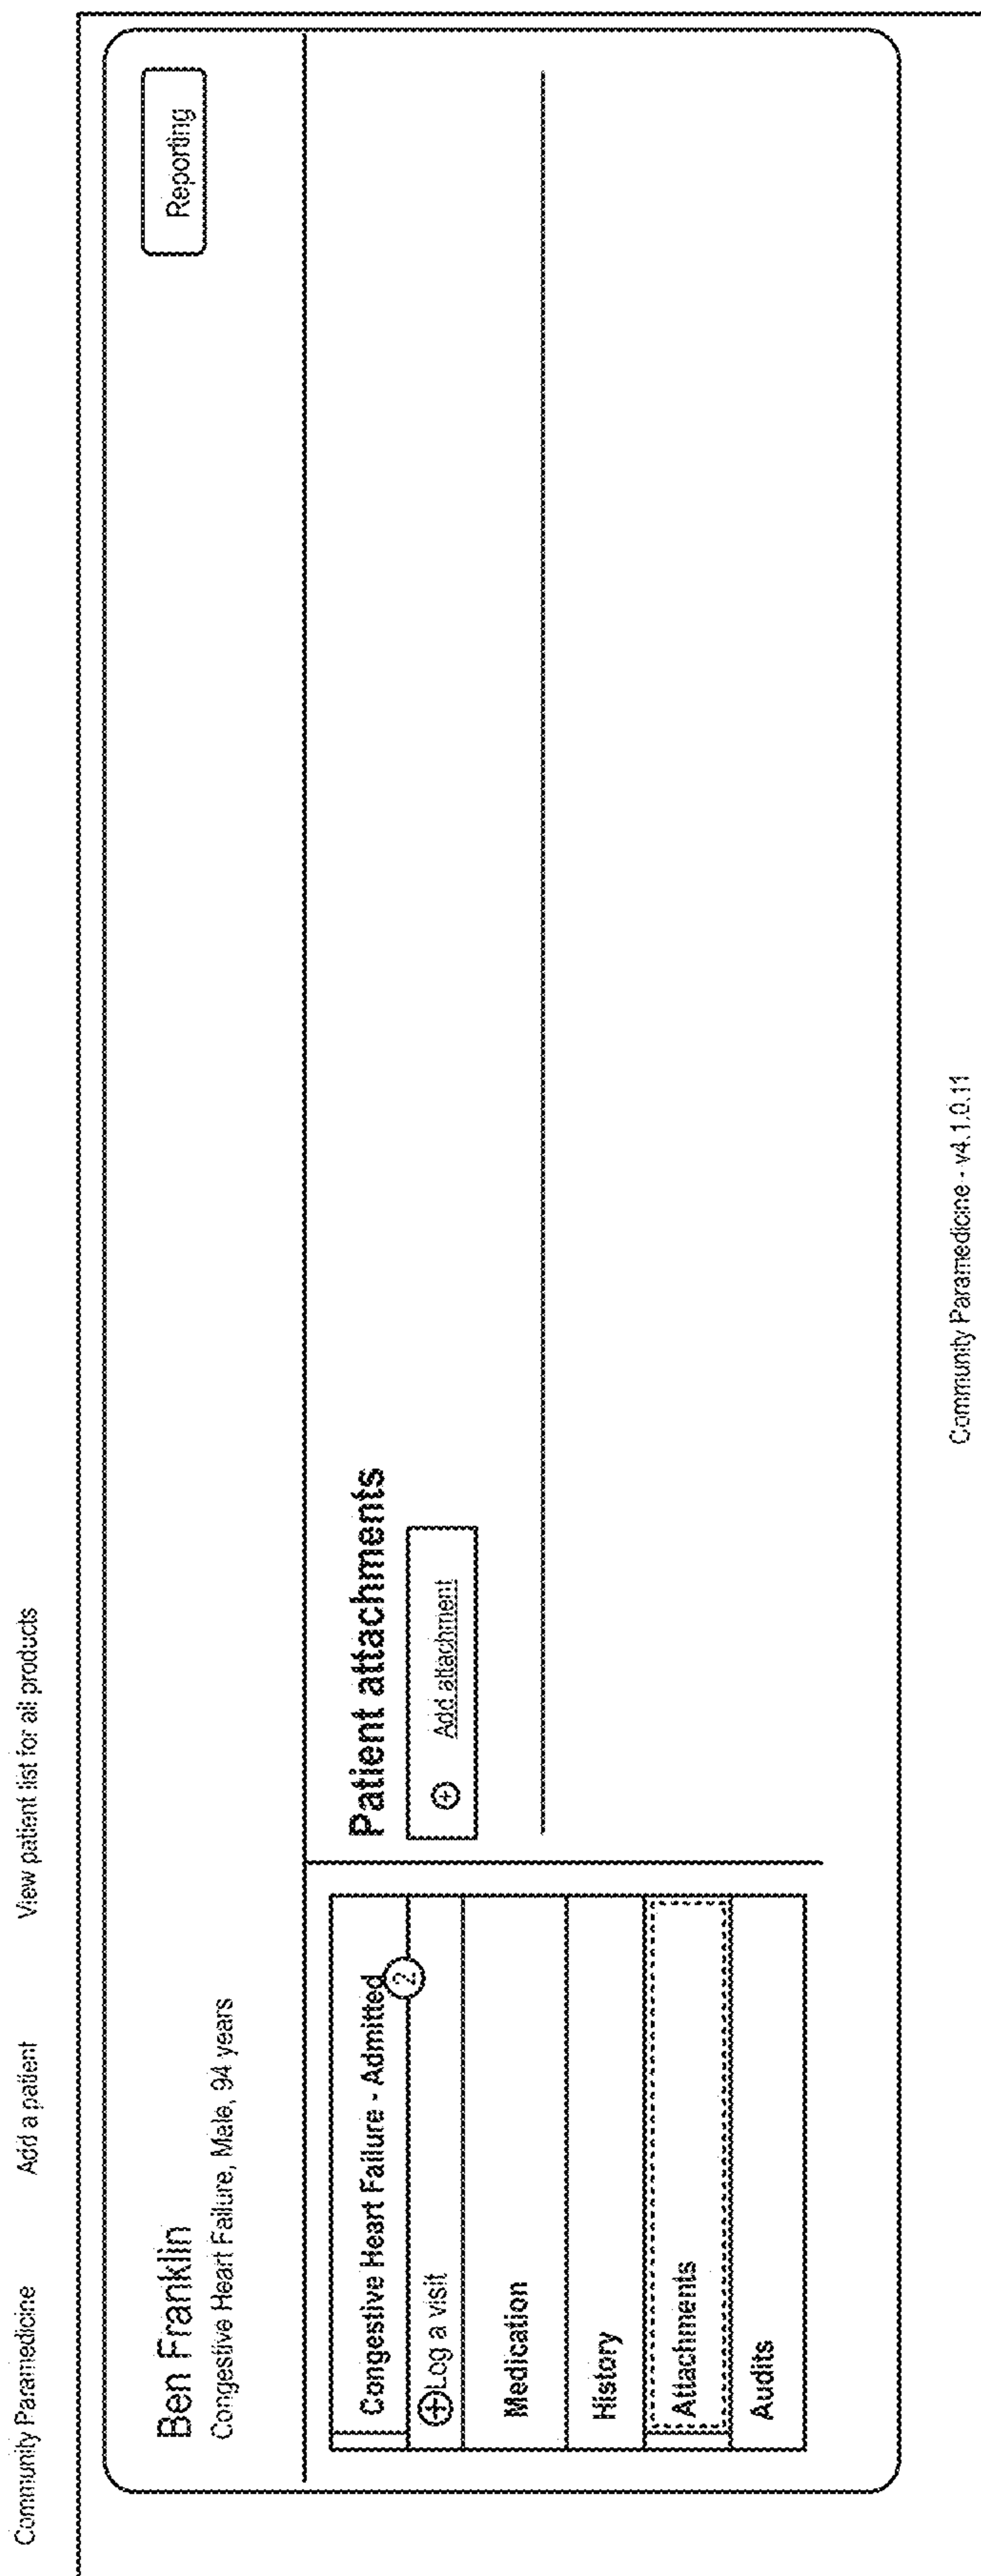 Community Paramedicine Add a patient View patient list for all products
Ben Franklin
Congestive Heart Failure, Male, 94 years
Reporting
Congestive Heart Failure - Admitted
2
Log a visit
Medication
History
Attachments
Audits
Patient attachments
Add attachment
Community Paramedicine - v4.1.0.11